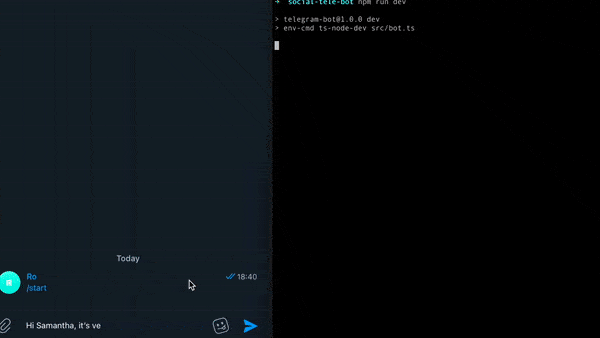 Today
Ro
18:40
/start
Hi Samantha, it's ve
➜ social-tele-bot npm run dev
> telegram-bot@1.0.0 dev
> env-cmd ts-node-dev src/bot.ts